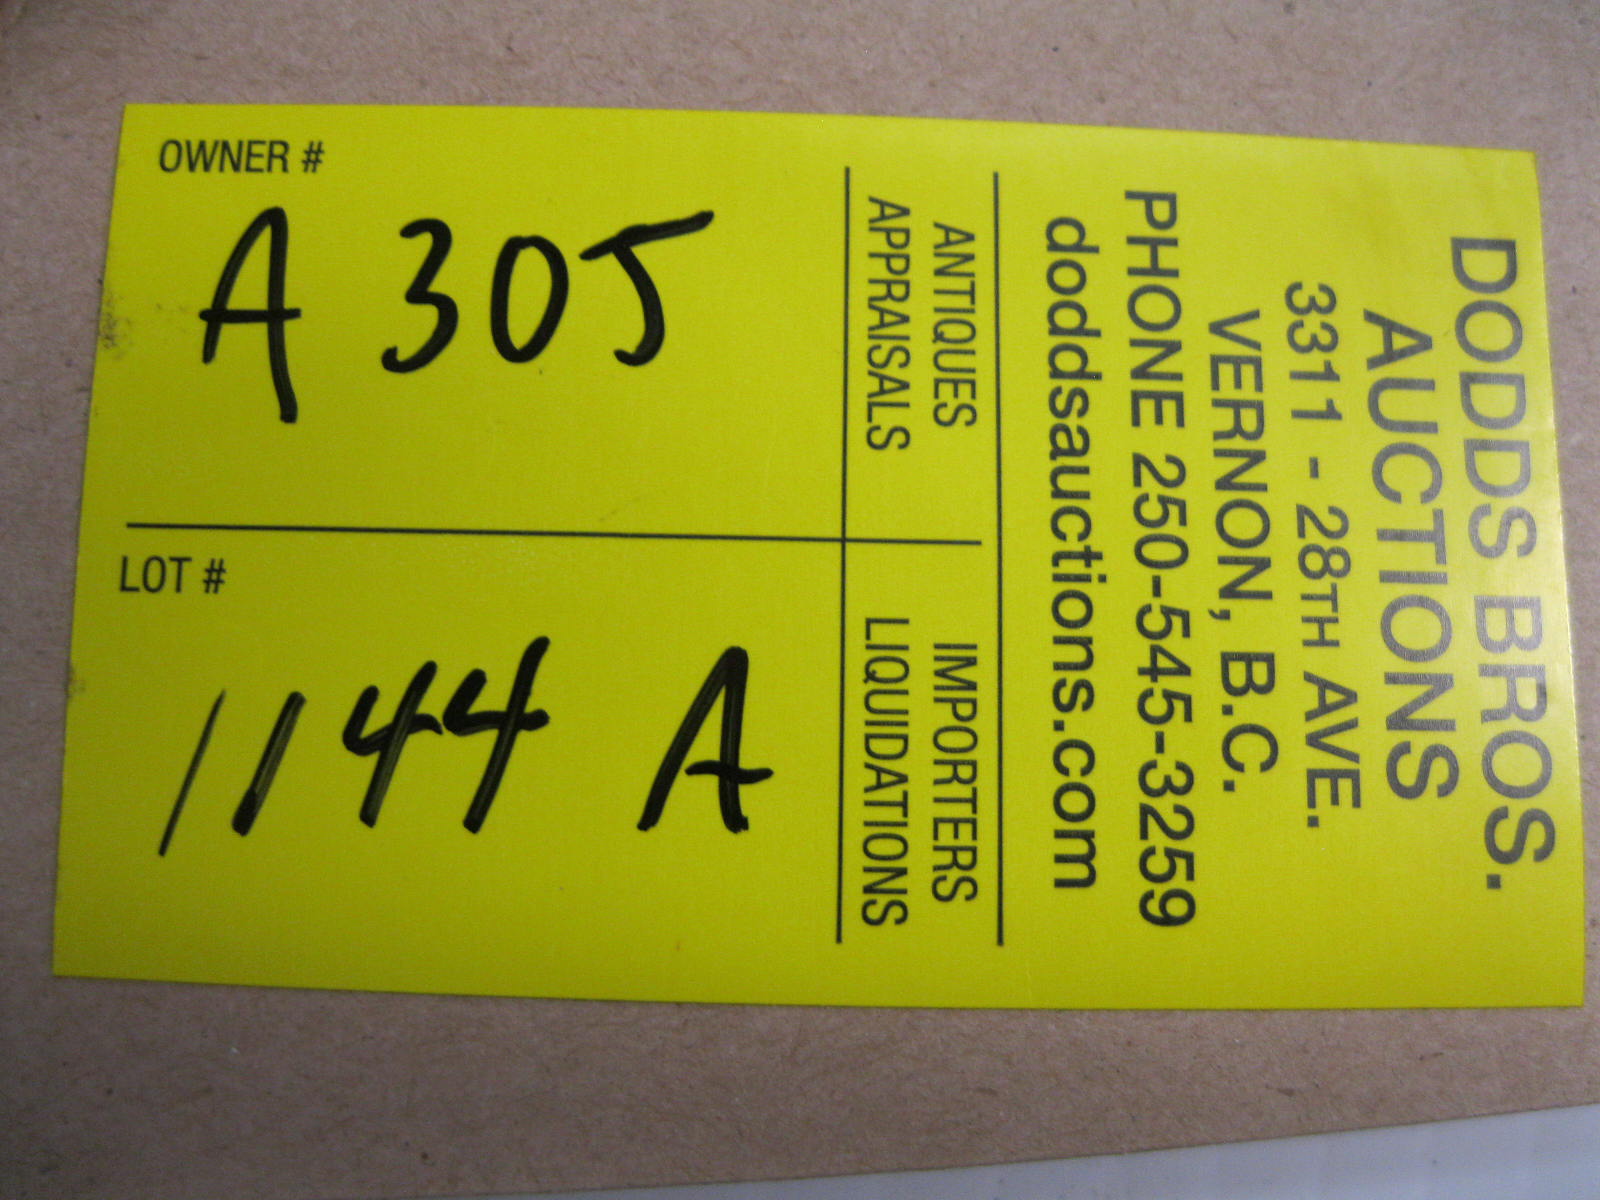 DODDS BROS.
AUCTIONS
3311 - 28TH AVE.
VERNON, B.C.
PHONE 250-545-3259
doddsauctions.com
ANTIQUES
APPRAISALS
IMPORTERS
LIQUIDATIONS
OWNER #
A 305
LOT #
1144 A